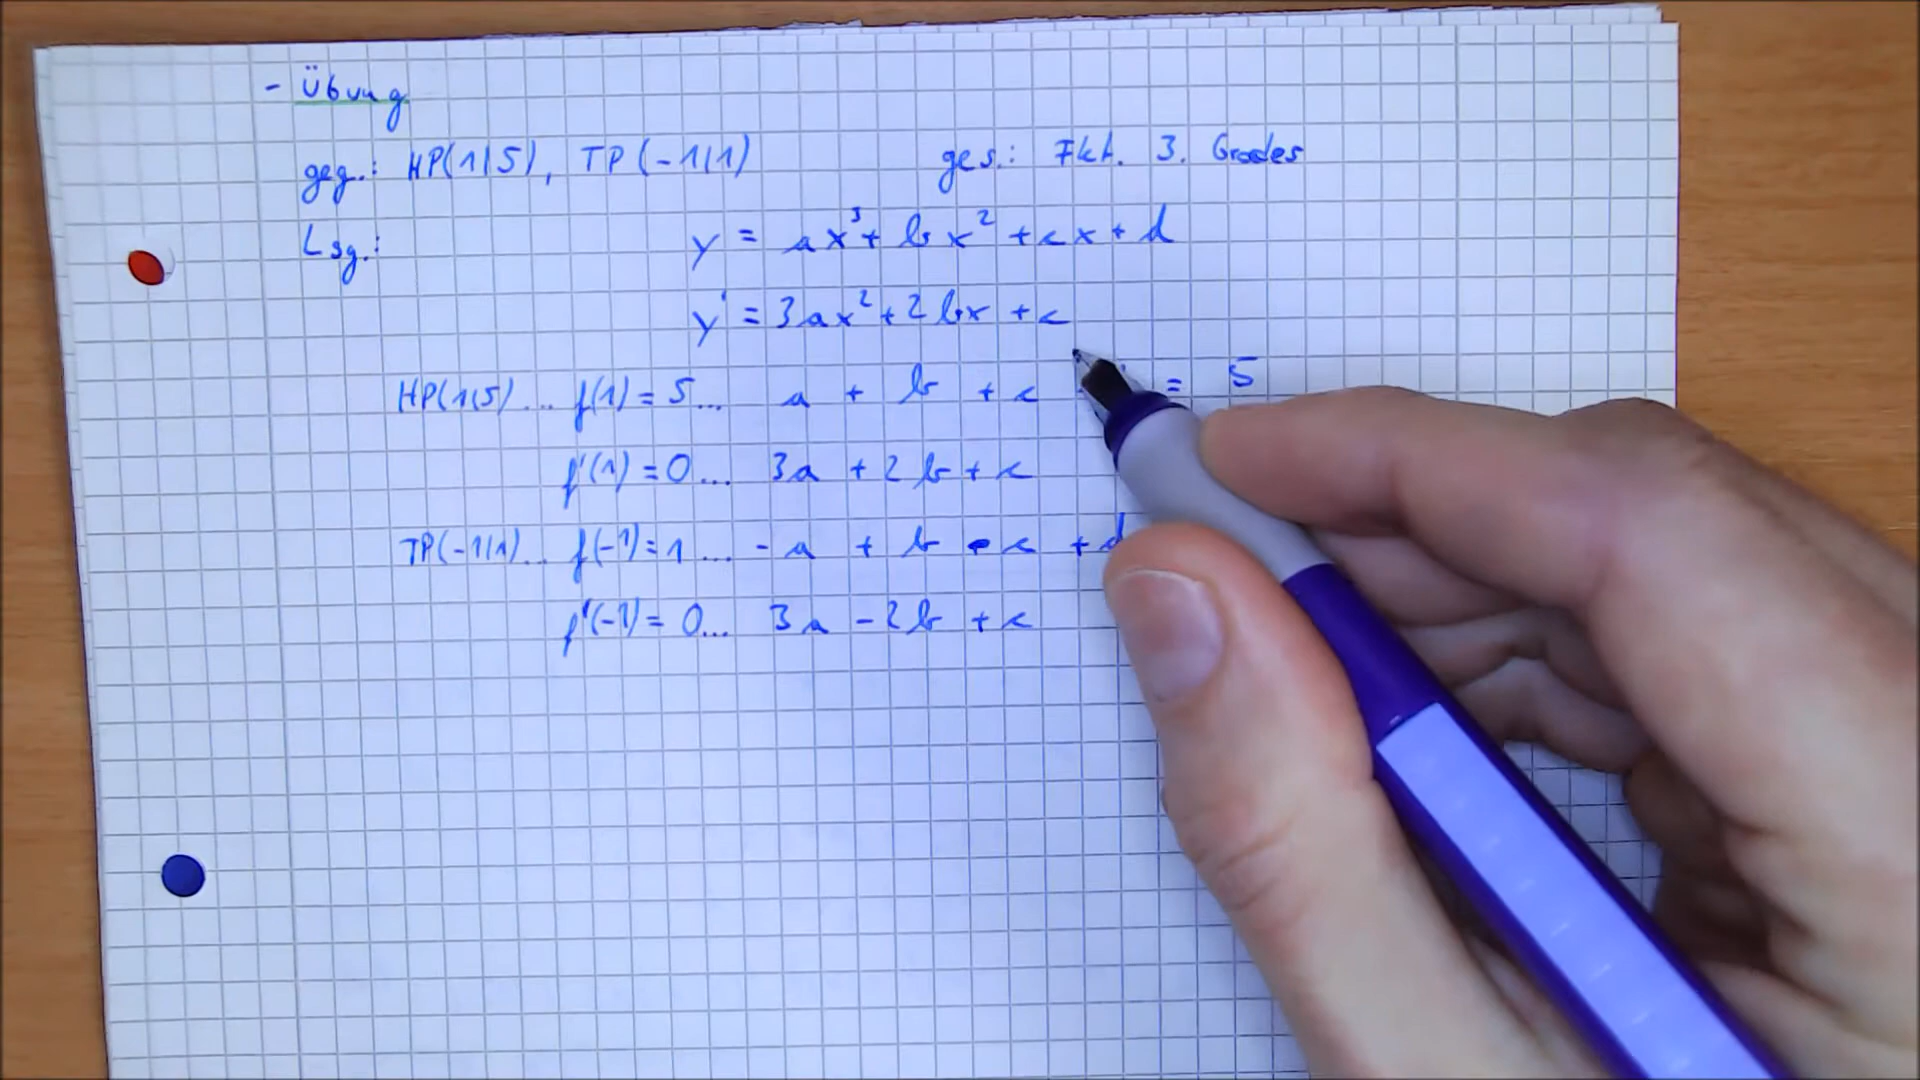 - Übung
geg.: HP(1|5), TP(-1|1) ges.: Fkt. 3. Grades
Lsg.: y = ax³ + bx² + cx + d
y' = 3ax² + 2bx + c
HP(1|5)... f(1) = 5... a + b + c = 5
f'(1) = 0... 3a + 2b + c
TP(-1|1)... f(-1) = 1... - a + b - c + d
f'(-1) = 0... 3a - 2b + c